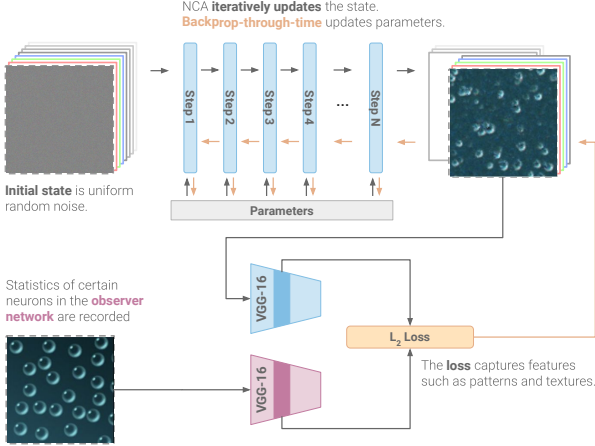 NCA iteratively updates the state.
Backprop-through-time updates parameters.
Step 1
Step 2
Step 3
Step 4
...
Step N
Initial state is uniform
random noise.
Parameters
Statistics of certain
neurons in the observer
network are recorded
VGG-16
L2 Loss
VGG-16
The loss captures features
such as patterns and textures.